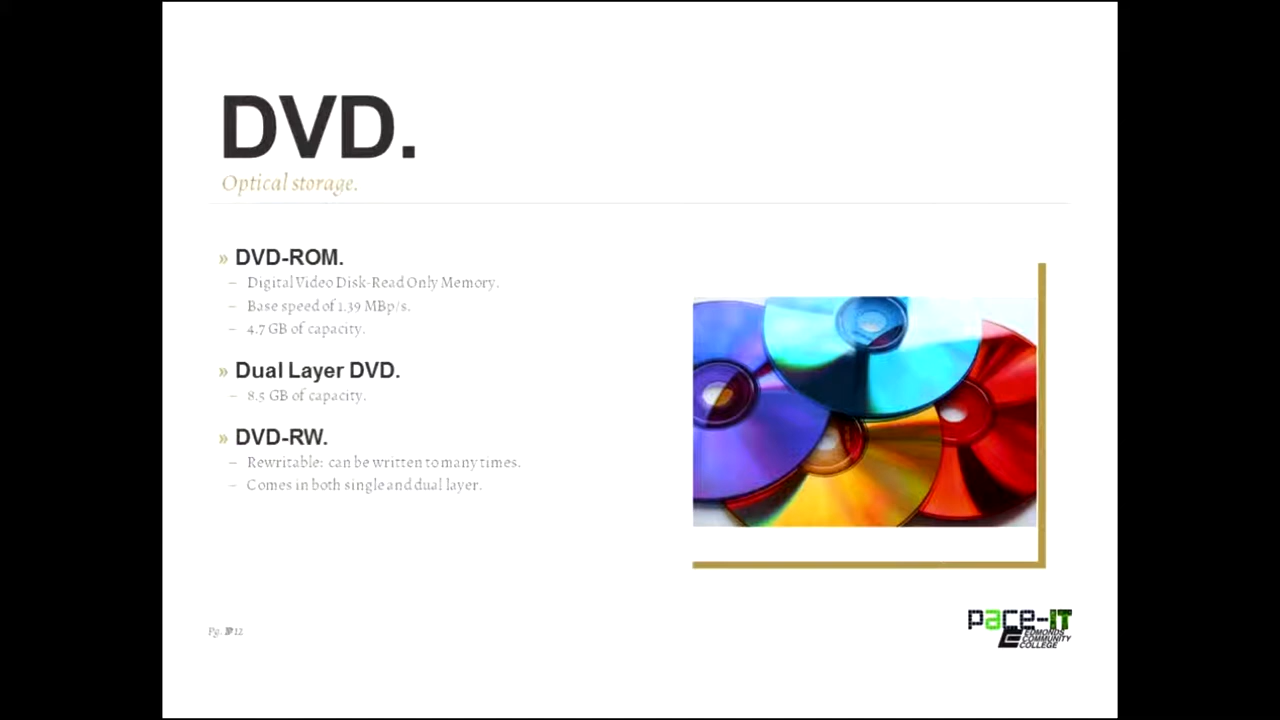 DVD.
Optical storage.
» DVD-ROM.
– Digital Video Disk-Read Only Memory.
– Base speed of 1.39 MBp/s.
– 4.7 GB of capacity.
» Dual Layer DVD.
– 8.5 GB of capacity.
» DVD-RW.
– Rewritable: can be written to many times.
– Comes in both single and dual layer.
Pg. 12
pace-IT
EDMONDS
COMMUNITY
COLLEGE